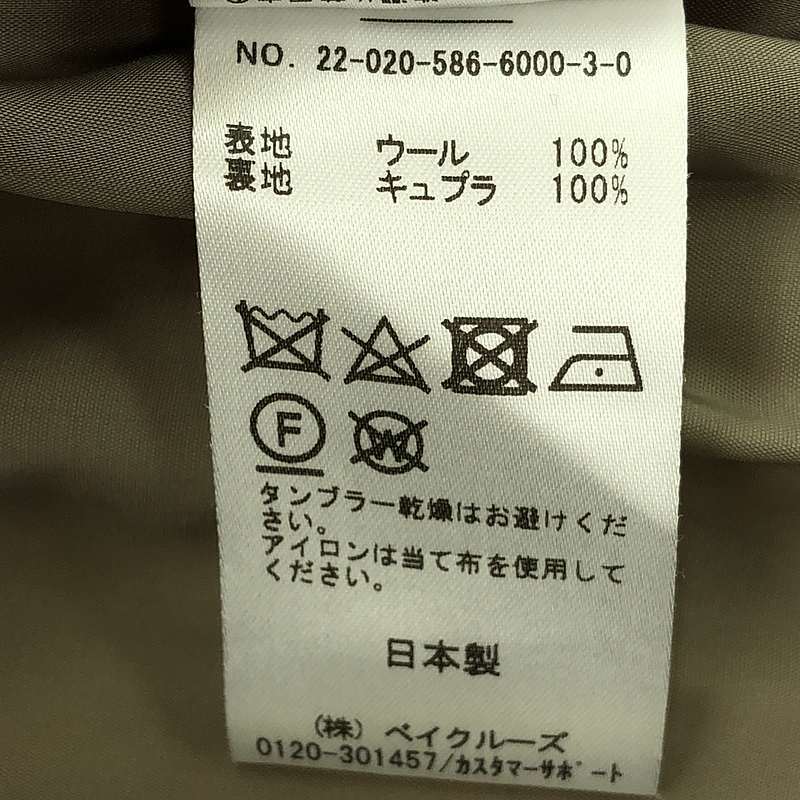 NO. 22-020-586-6000-3-0
表地 ウール 100%
裏地 キュプラ 100%
F
W
タンブラー乾燥はお避けくだ
さい。
アイロンは当て布を使用して
ください。
日本製
(株) ベイクルーズ
0120-301457/カスタマーサポート